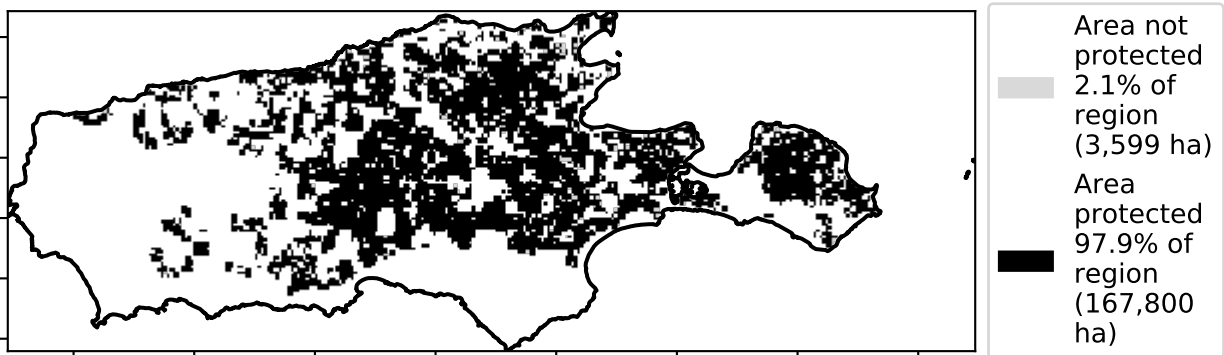 Area not
protected
2.1% of
region
(3,599 ha)
Area
protected
97.9% of
region
(167,800
ha)